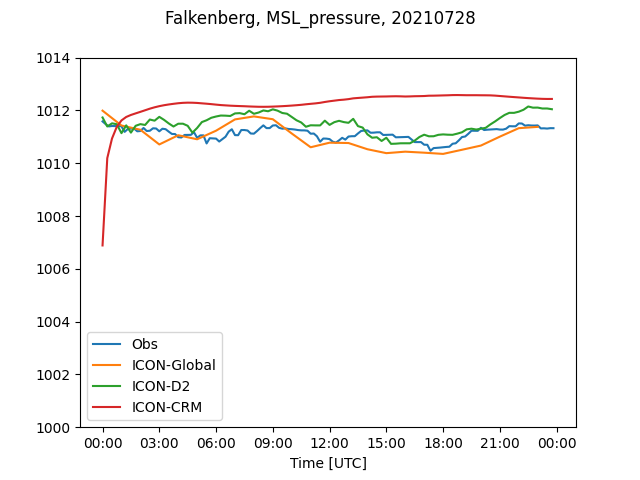 Falkenberg, MSL_pressure, 20210728
1014
1012
1010
1008
1006
1004
1002
1000
Obs
ICON-Global
ICON-D2
ICON-CRM
00:00 03:00 06:00 09:00 12:00 15:00 18:00 21:00 00:00
Time [UTC]